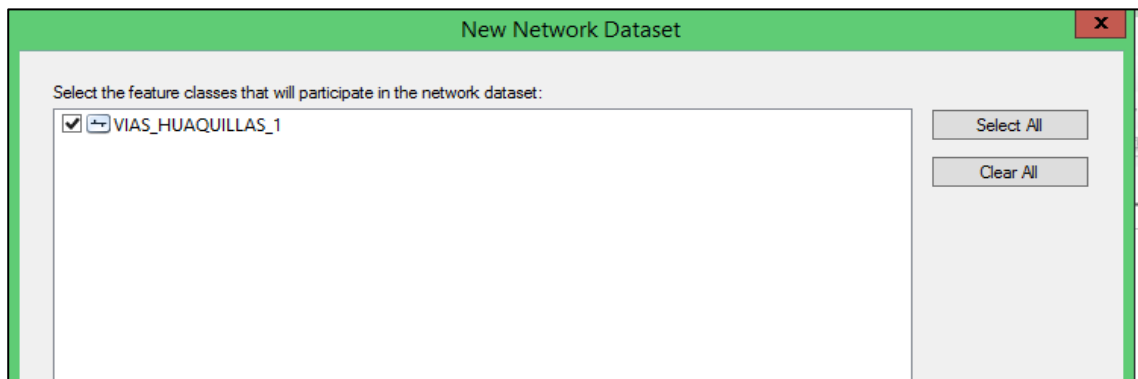 New Network Dataset
x
Select the feature classes that will participate in the network dataset:
VIAS_HUAQUILLAS_1
Select All
Clear All